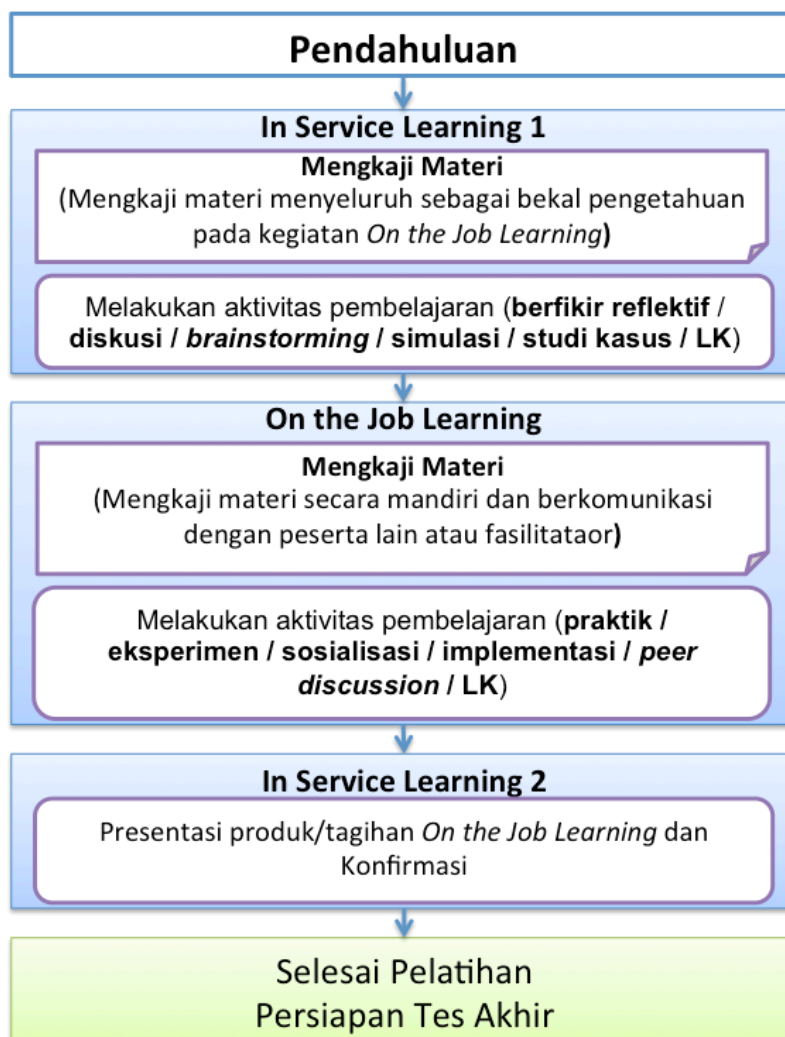 Pendahuluan
In Service Learning 1
Mengkaji Materi
(Mengkaji materi menyeluruh sebagai bekal pengetahuan
pada kegiatan On the Job Learning)
Melakukan aktivitas pembelajaran (berfikir reflektif /
diskusi / brainstorming / simulasi / studi kasus / LK)
On the Job Learning
Mengkaji Materi
(Mengkaji materi secara mandiri dan berkomunikasi
dengan peserta lain atau fasilitataor)
Melakukan aktivitas pembelajaran (praktik /
eksperimen / sosialisasi / implementasi / peer
discussion / LK)
In Service Learning 2
Presentasi produk/tagihan On the Job Learning dan
Konfirmasi
Selesai Pelatihan
Persiapan Tes Akhir